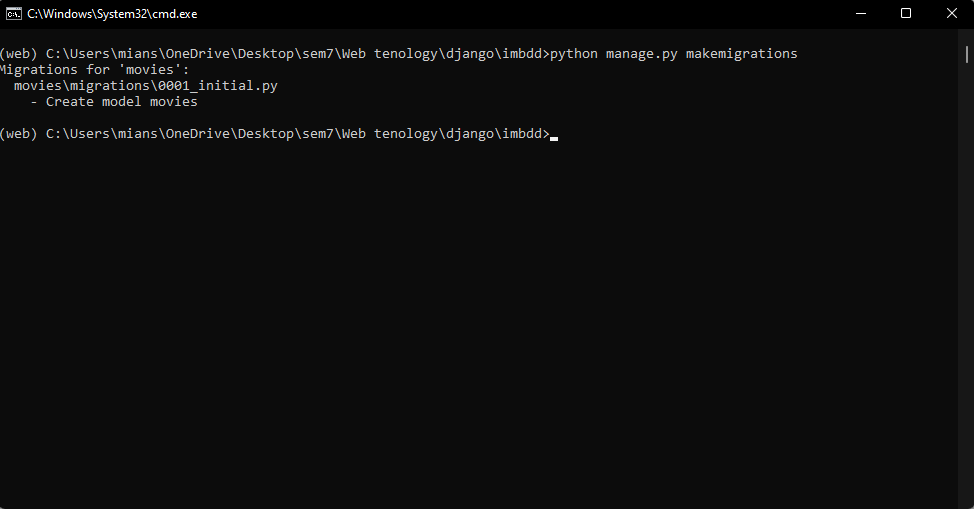 C:\Windows\System32\cmd.exe
(web) C:\Users\mians\OneDrive\Desktop\sem7\Web tenology\django\imbdd>python manage.py makemigrations
Migrations for 'movies':
  movies\migrations\0001_initial.py
    - Create model movies
(web) C:\Users\mians\OneDrive\Desktop\sem7\Web tenology\django\imbdd>